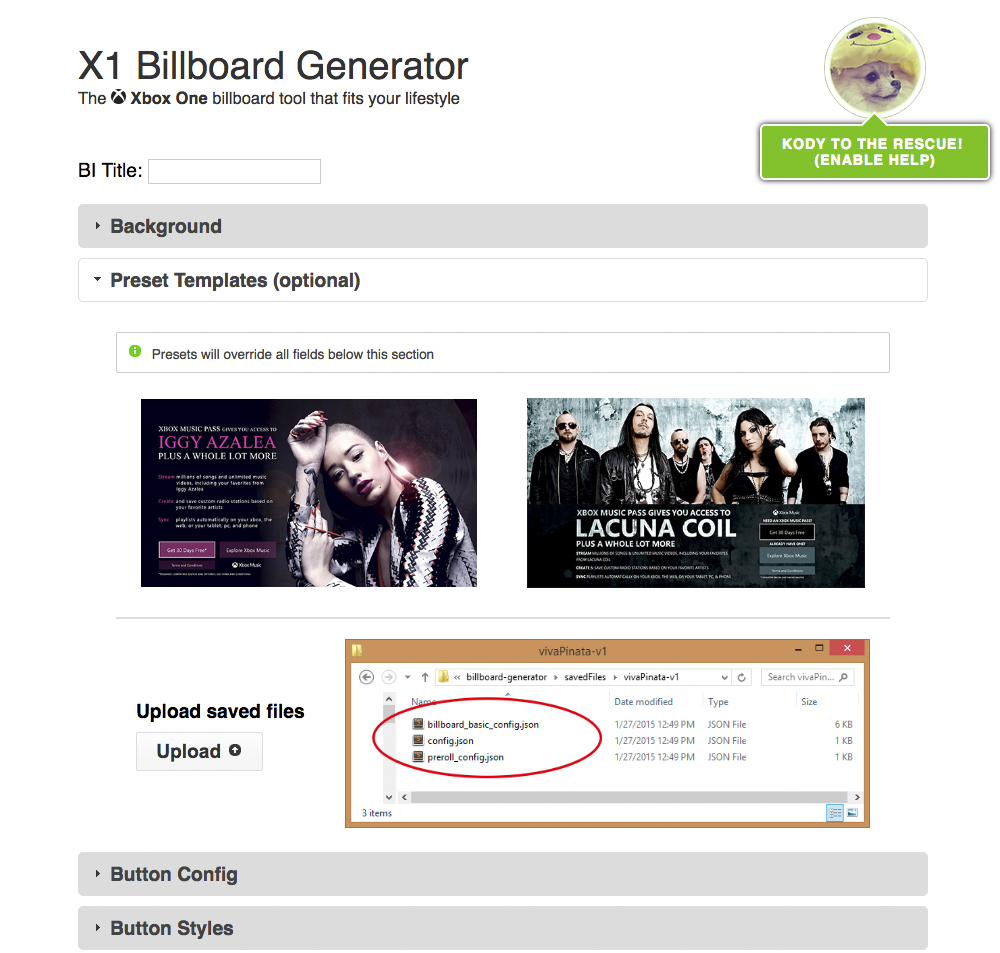 X1 Billboard Generator
The Xbox One billboard tool that fits your lifestyle
KODY TO THE RESCUE!
(ENABLE HELP)
BI Title:
Background
Preset Templates (optional)
Presets will override all fields below this section
XBOX MUSIC PASS GIVES YOU ACCESS TO
IGGY AZALEA
PLUS A WHOLE LOT MORE
Stream millions of songs and unlimited music
videos, including your favorites from
Iggy Azalea
Create and save custom radio stations based on
your favorite artists
Sync playlists automatically on your xbox, the
web, or your tablet, pc, and phone
Get 30 Days Free*
Explore Xbox Music
Terms and Conditions
Xbox Music
XBOX MUSIC PASS GIVES YOU ACCESS TO
LACUNA COIL
PLUS A WHOLE LOT MORE
STREAM MILLIONS OF SONGS & UNLIMITED MUSIC VIDEOS, INCLUDING YOUR FAVORITES
FROM LACUNA COIL
CREATE & SAVE CUSTOM RADIO STATIONS BASED ON YOUR FAVORITE ARTISTS
SYNC PLAYLISTS AUTOMATICALLY ON YOUR XBOX, THE WEB, OR YOUR TABLET, PC, & PHONE
Xbox Music
NEED AN XBOX MUSIC PASS?
Get 30 Days Free*
ALREADY HAVE ONE?
Explore Xbox Music
Terms and Conditions
Upload saved files
Upload
vivaPinata-v1
« billboard-generator savedFiles vivaPinata-v1
Search vivaPin...
Name Date modified Type Size
billboard_basic_config.json 1/27/2015 12:49 PM JSON File 6 KB
config.json 1/27/2015 12:49 PM JSON File 1 KB
preroll_config.json 1/27/2015 12:49 PM JSON File 1 KB
3 items
Button Config
Button Styles